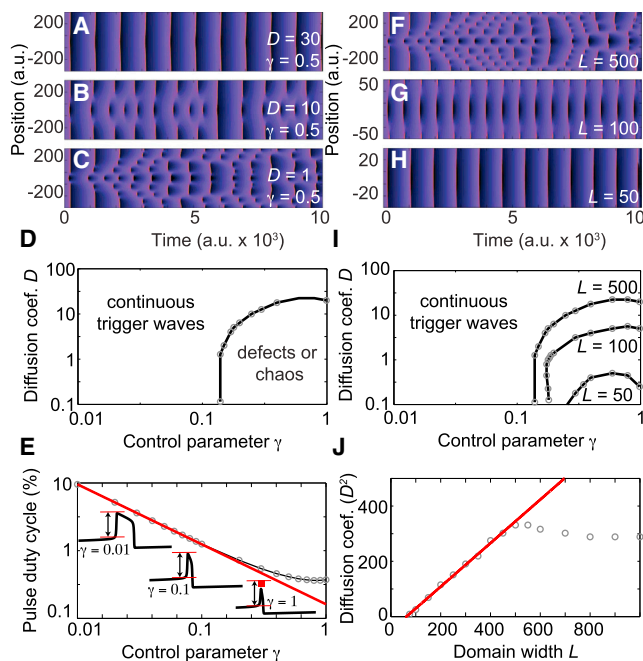 A
D = 30
γ = 0.5
B
D = 10
γ = 0.5
C
D = 1
γ = 0.5
Position (a.u.)
200
-200
200
-200
200
-200
0
5
10
Time (a.u. x 10³)
F
L = 500
G
L = 100
H
L = 50
Position (a.u.)
200
-200
50
-50
20
-20
0
5
10
Time (a.u. x 10³)
D
Diffusion coef. D
100
10
1
0.1
continuous
trigger waves
defects or
chaos
0.01
0.1
1
Control parameter γ
I
Diffusion coef. D
100
10
1
0.1
continuous
trigger waves
L = 500
L = 100
L = 50
0.01
0.1
1
Control parameter γ
E
Pulse duty cycle (%)
10
1
0.1
γ = 0.01
γ = 0.1
γ = 1
0.01
0.1
1
Control parameter γ
J
Diffusion coef. (D²)
400
200
0
0
200
400
600
800
Domain width L